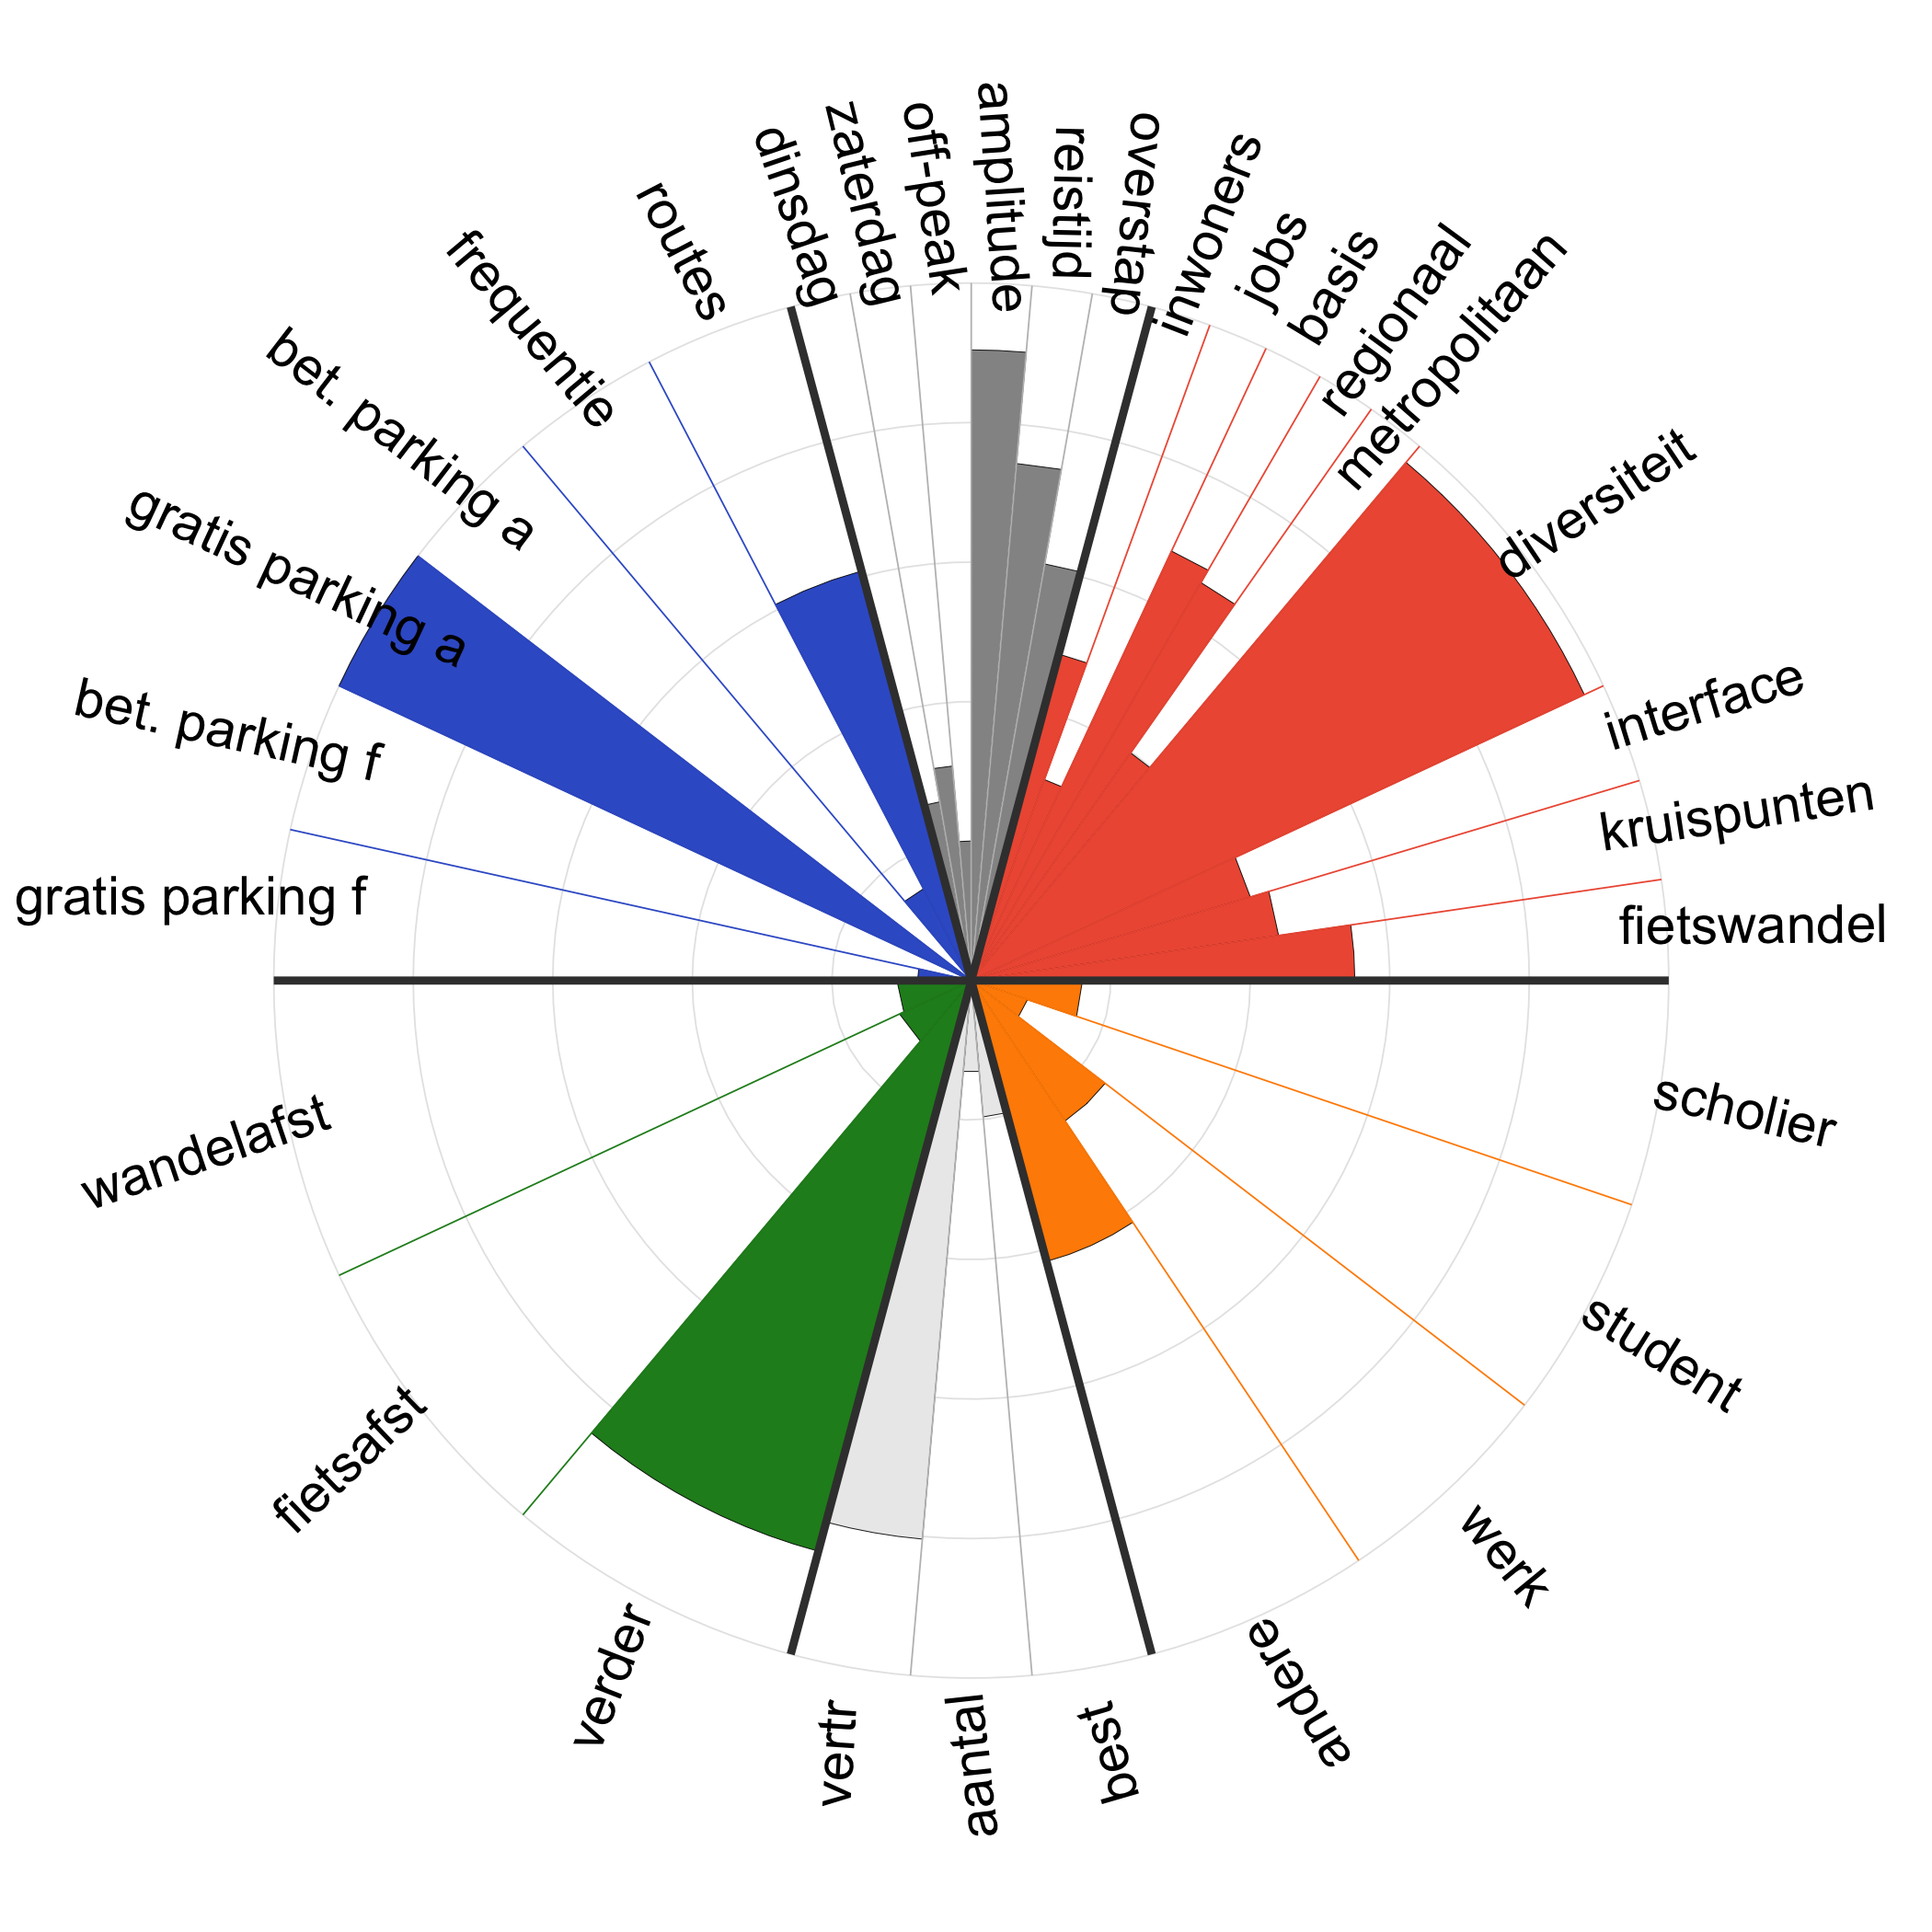 dinsdag
zaterdag
off-peak
amplitude
reistijd
overstap
inwoners
jobs
basis
regionaal
metropolitaan
diversiteit
interface
kruispunten
fietswandel
scholier
student
werk
andere
best
aantal
vertr
verder
fietsafst
wandelafst
gratis parking f
bet. parking f
gratis parking a
bet. parking a
frequentie
routes